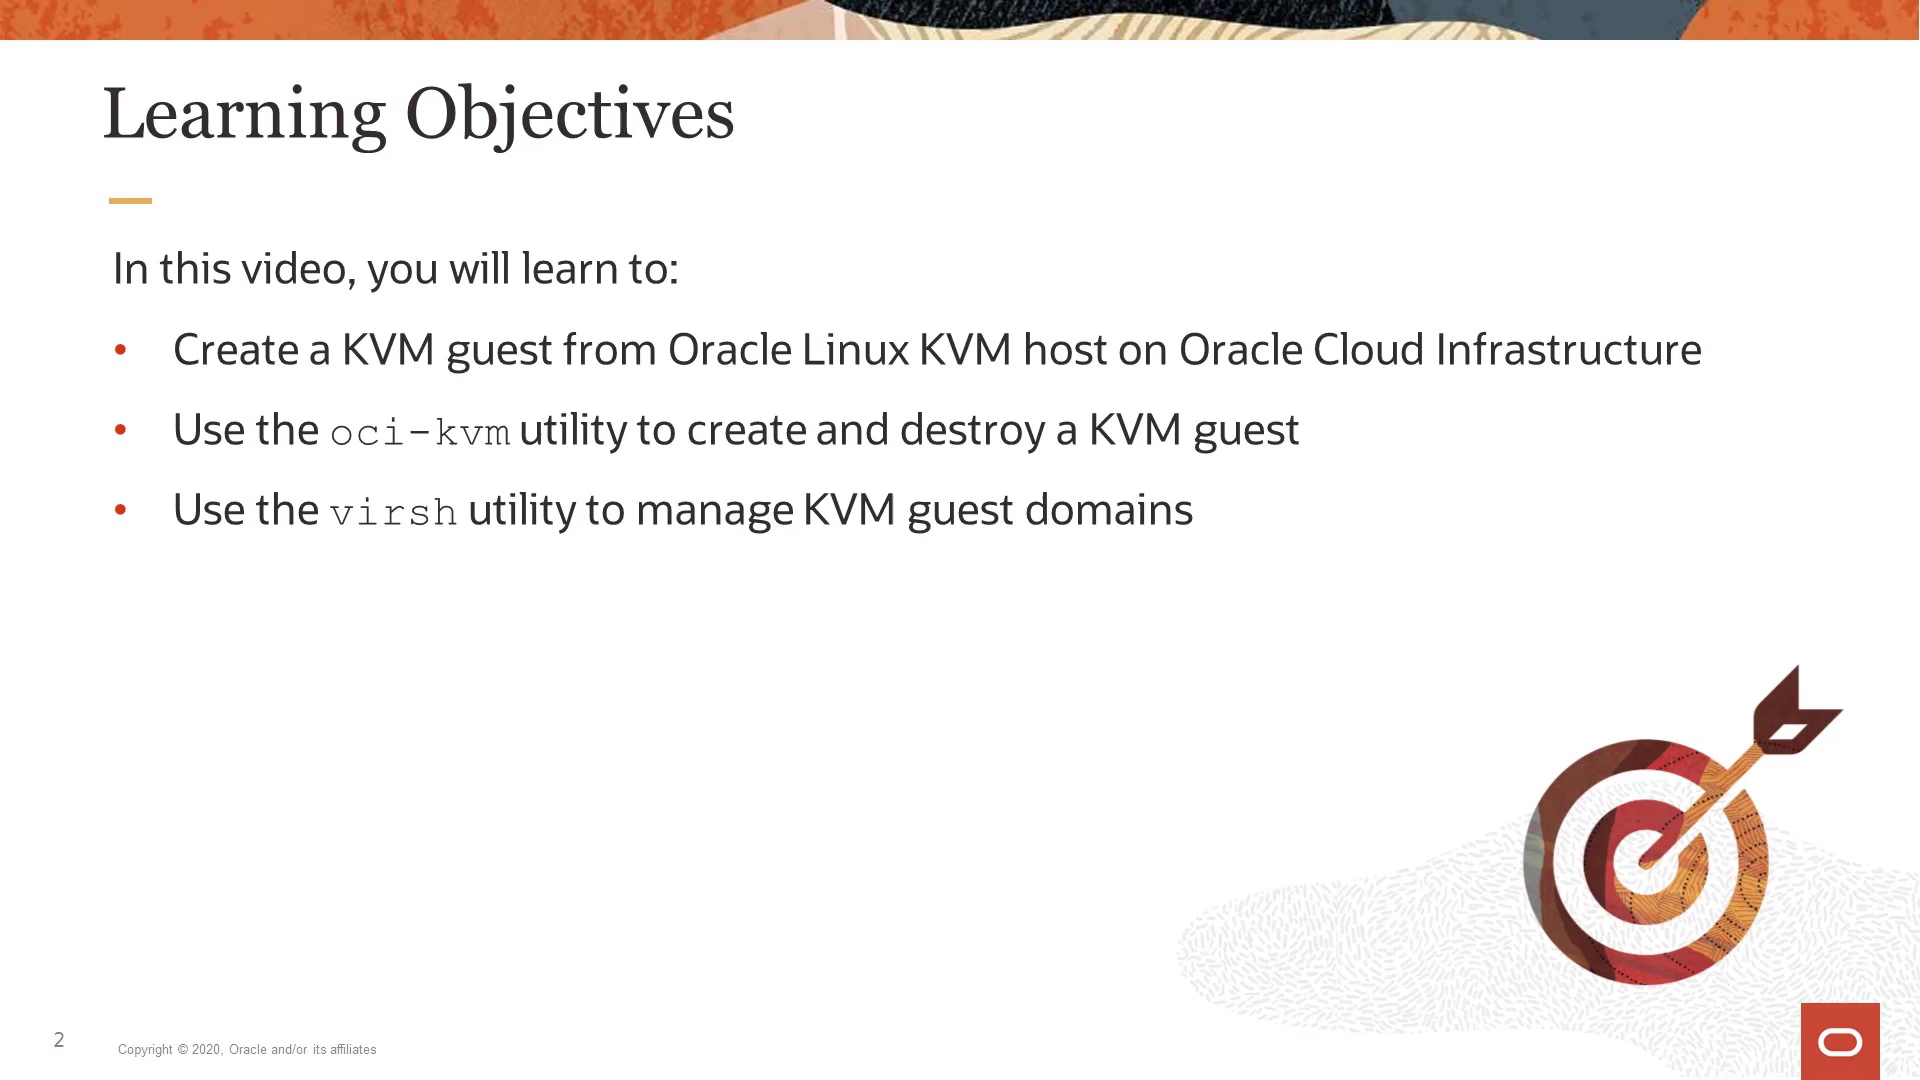 Learning Objectives
In this video, you will learn to:
• Create a KVM guest from Oracle Linux KVM host on Oracle Cloud Infrastructure
• Use the oci-kvm utility to create and destroy a KVM guest
• Use the virsh utility to manage KVM guest domains
2
Copyright © 2020, Oracle and/or its affiliates